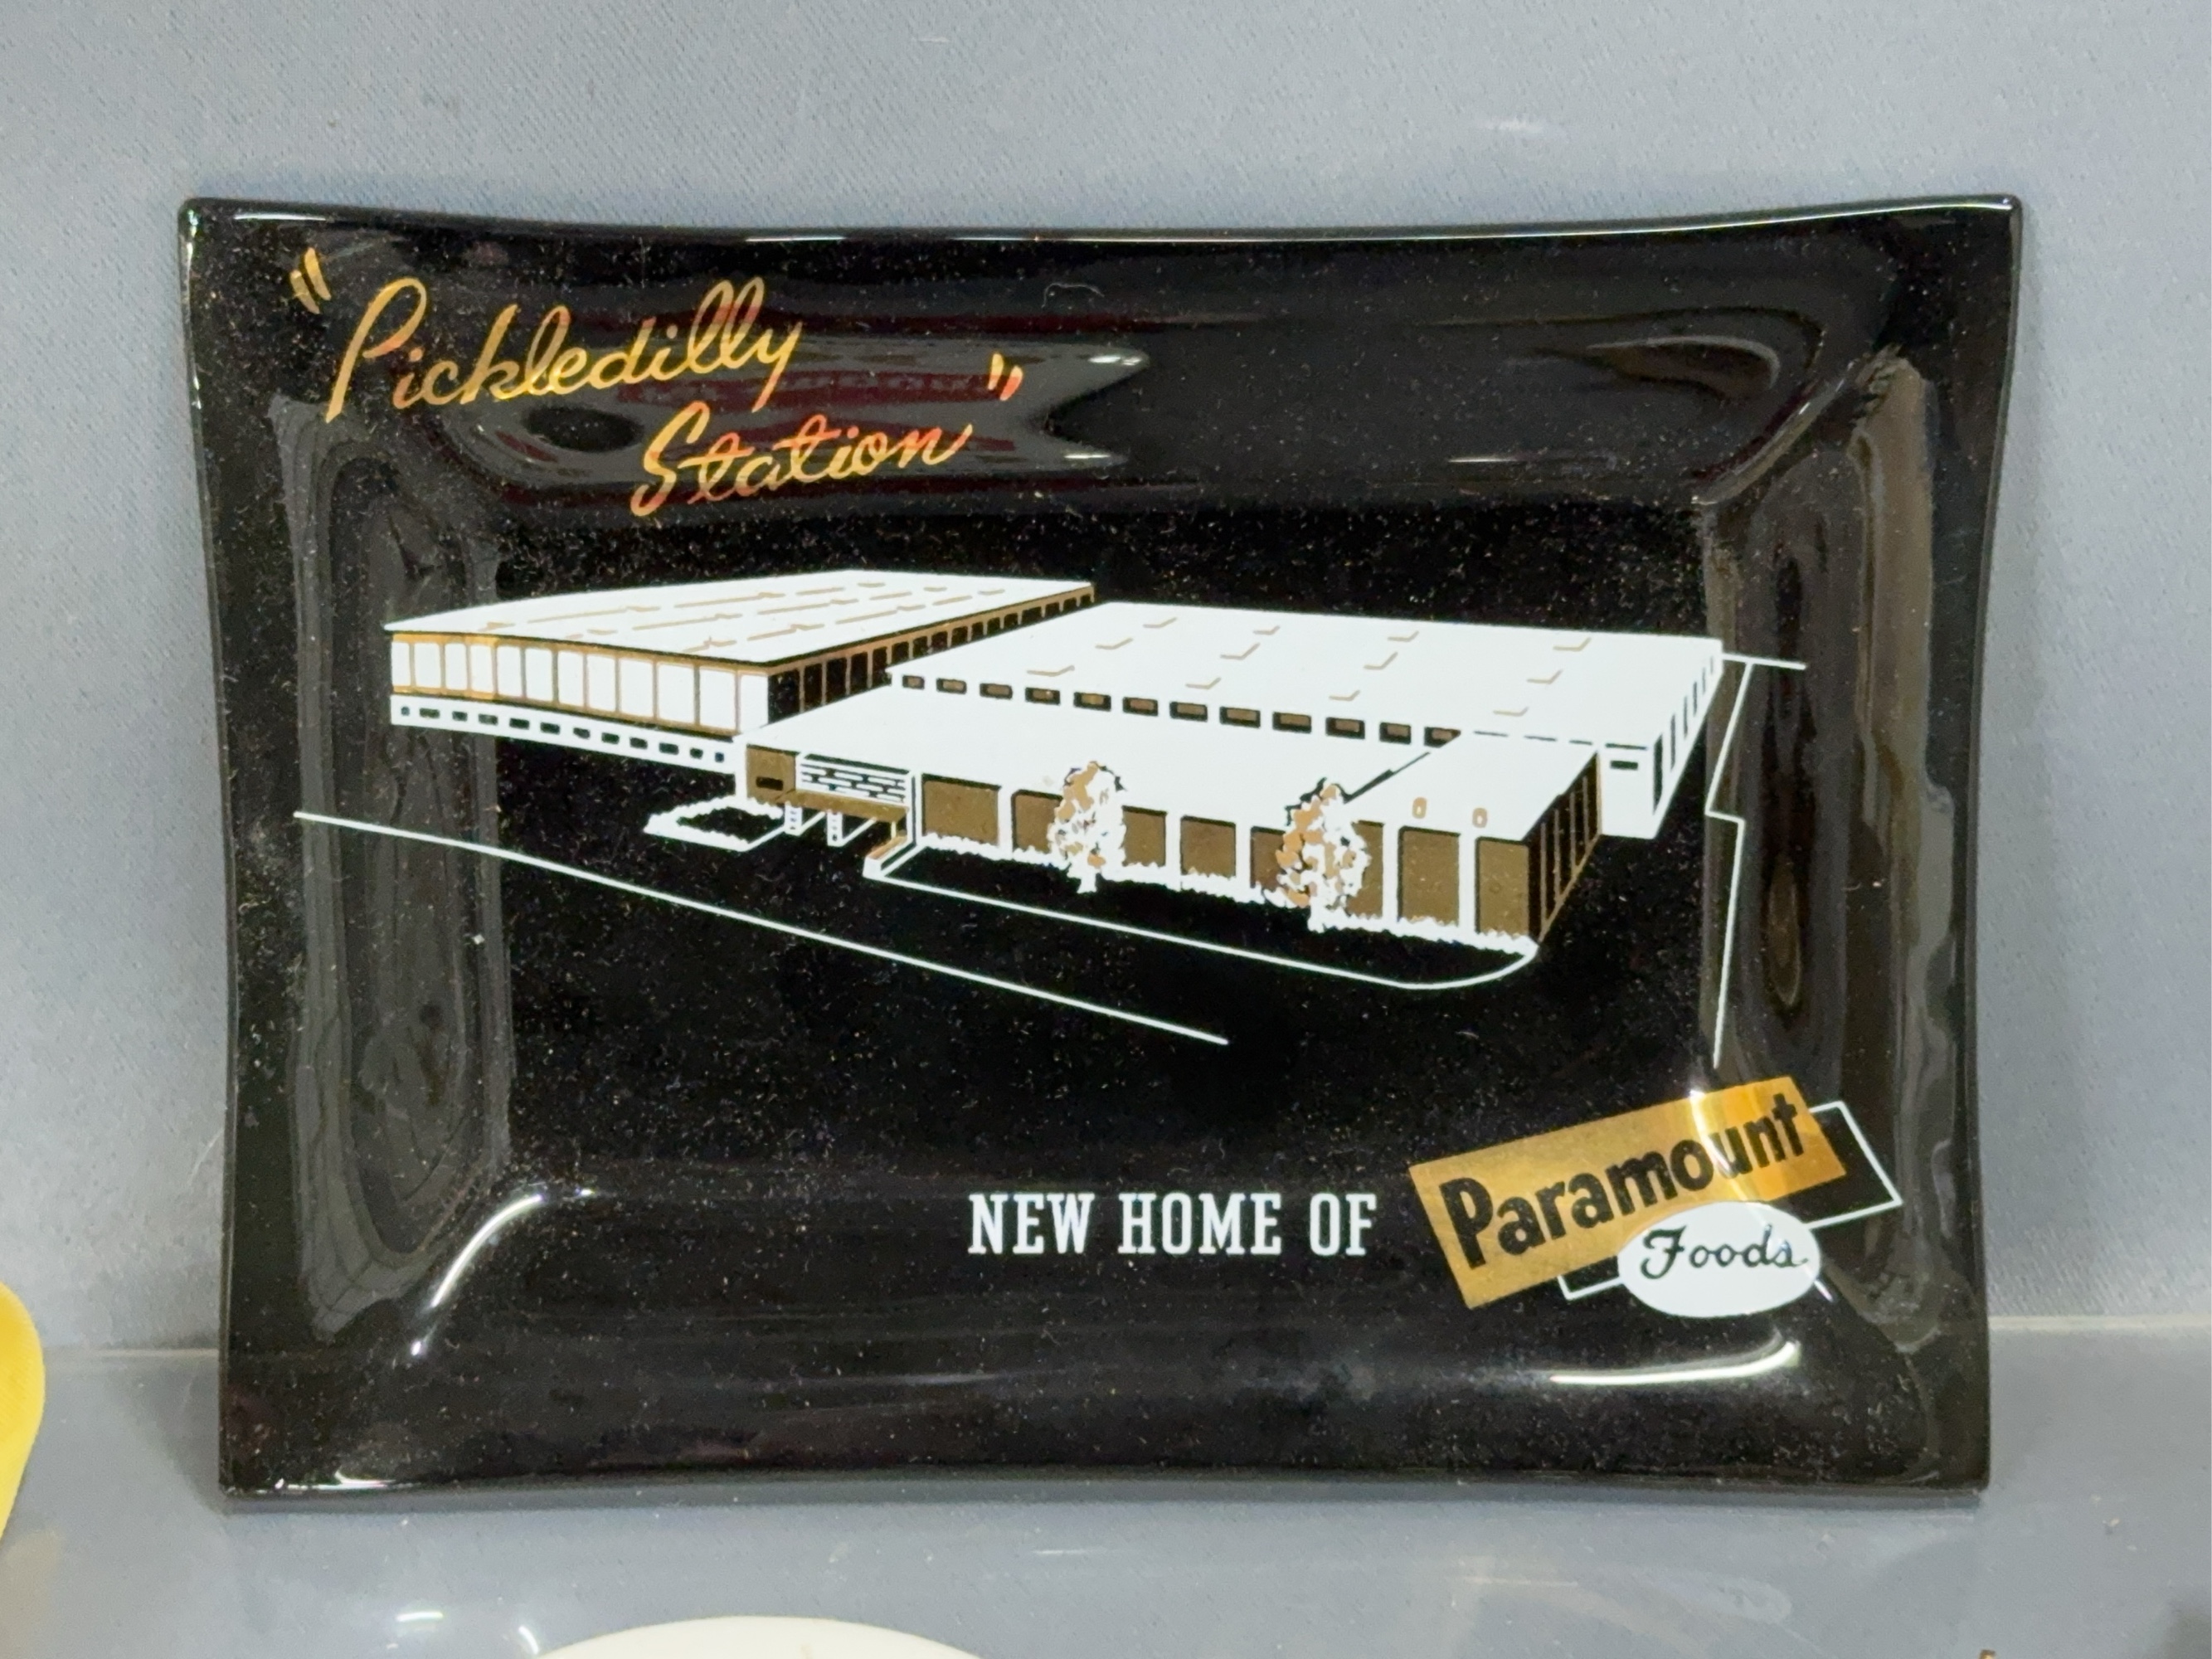 "Pickledilly
Station"
NEW HOME OF
Paramount
Foods